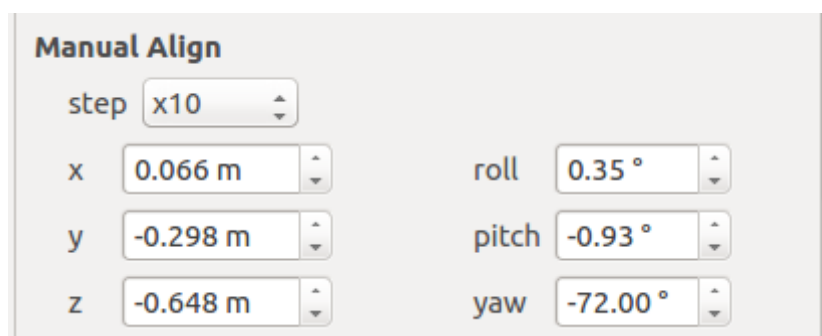 Manual Align
step x10
x 0.066 m roll 0.35 °
y -0.298 m pitch -0.93 °
z -0.648 m yaw -72.00 °